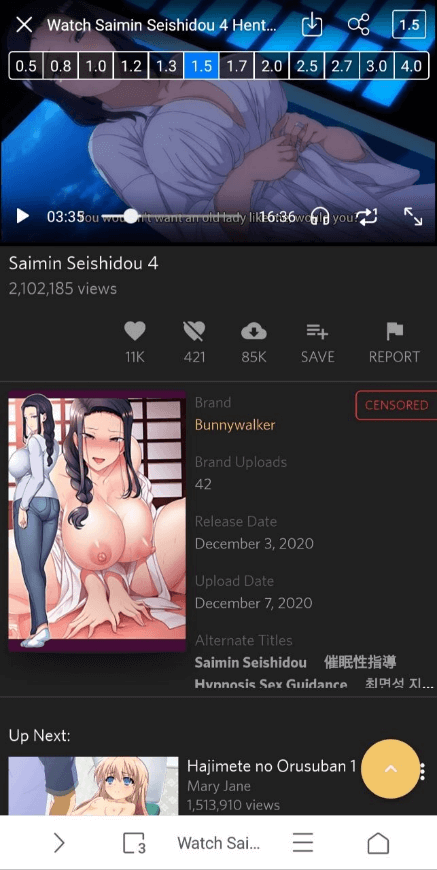 Watch Saimin Seishidou 4 Hent...
1.5
0.5 0.8 1.0 1.2 1.3 1.5 1.7 2.0 2.5 2.7 3.0 4.0
03:35 16:36
You wouldn't want an old lady like me would you?
Saimin Seishidou 4
2,102,185 views
11K 421 85K SAVE REPORT
Brand
CENSORED
Bunnywalker
Brand Uploads
42
Release Date
December 3, 2020
Upload Date
December 7, 2020
Alternate Titles
Saimin Seishidou 催眠性指導
Hypnosis Sex Guidance 최면성 지...
Up Next:
Hajimete no Orusuban 1
Mary Jane
1,513,910 views
3
Watch Sai...